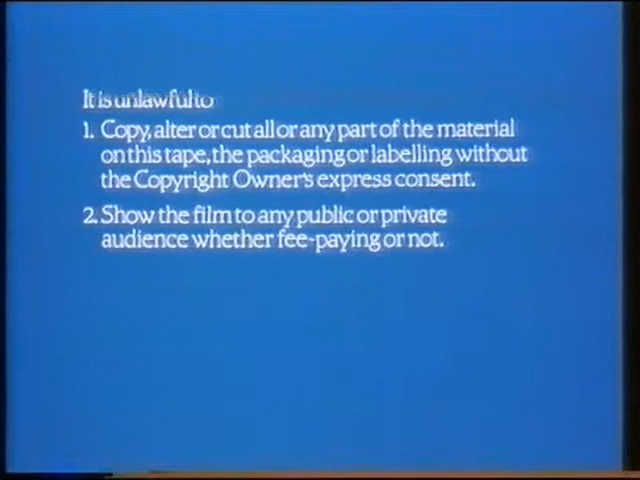 It is unlawful to
1. Copy, alter or cut all or any part of the material
on this tape, the packaging or labelling without
the Copyright Owner's express consent.
2. Show the film to any public or private
audience whether fee-paying or not.